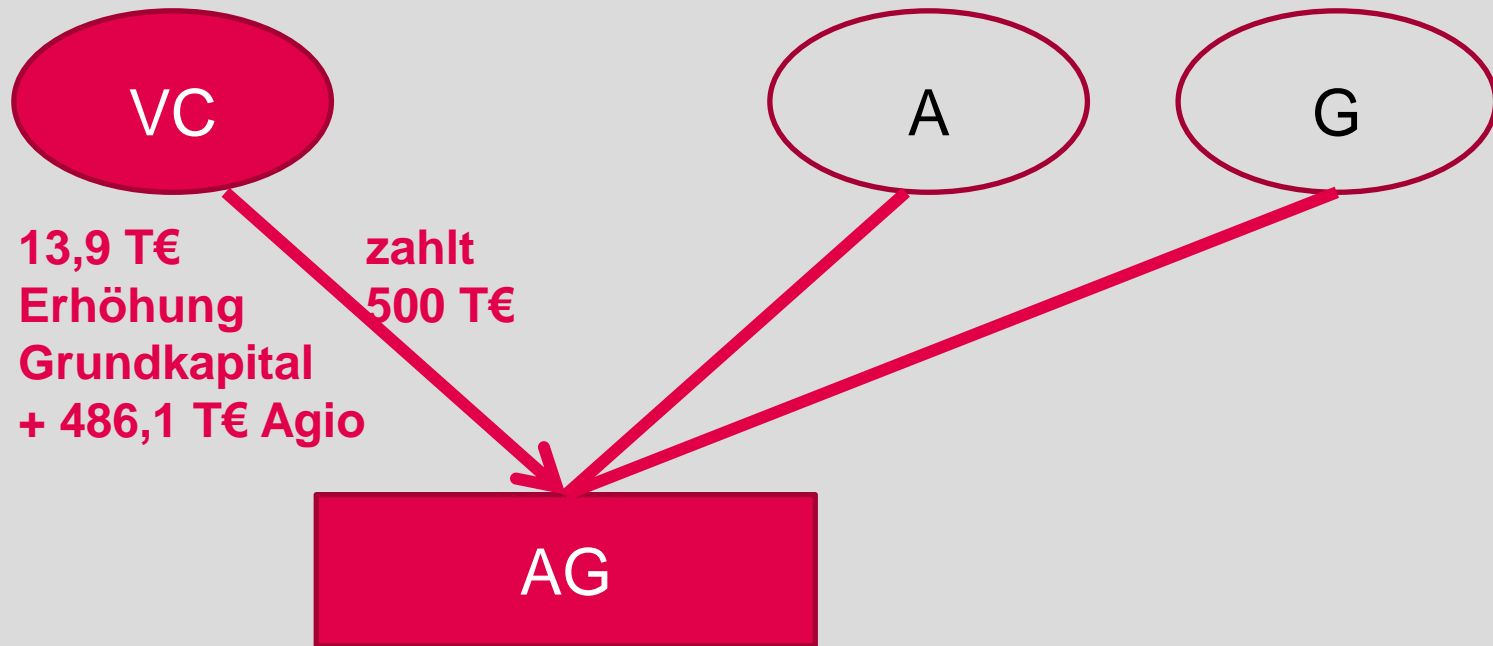 VC
A
G
13,9 T€
Erhöhung
Grundkapital
+ 486,1 T€ Agio
zahlt
500 T€
AG